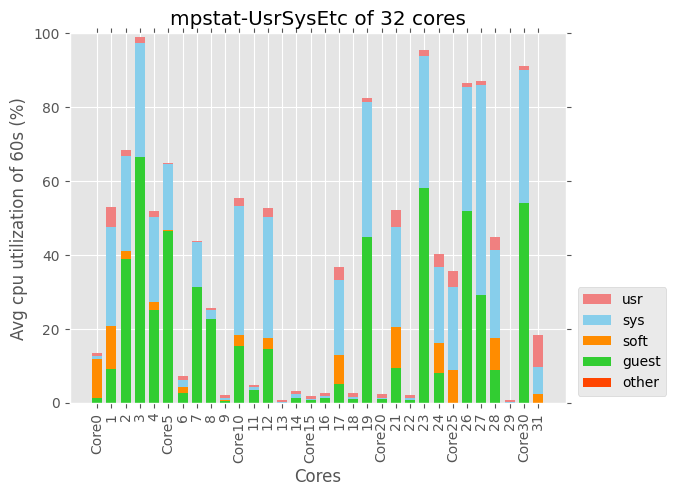 mpstat-UsrSysEtc of 32 cores
Avg cpu utilization of 60s (%)
100
80
60
40
20
0
Core0
1
2
3
4
Core5
6
7
8
9
Core10
11
12
13
14
Core15
16
17
18
19
Core20
21
22
23
24
Core25
26
27
28
29
Core30
31
Cores
usr
sys
soft
guest
other